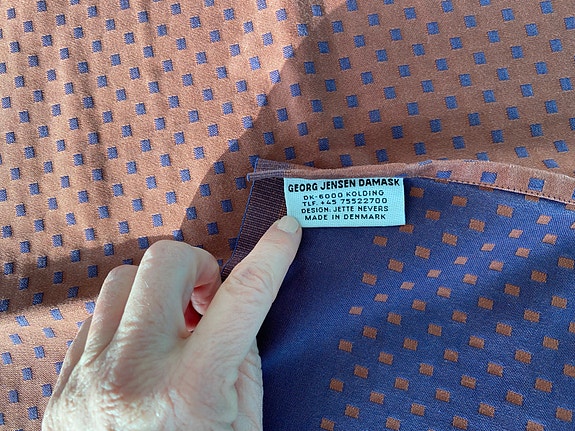 GEORG JENSEN DAMASK
DK-6000 KOLDING
TLF. +45 75522700
DESIGN: JETTE NEVERS
MADE IN DENMARK